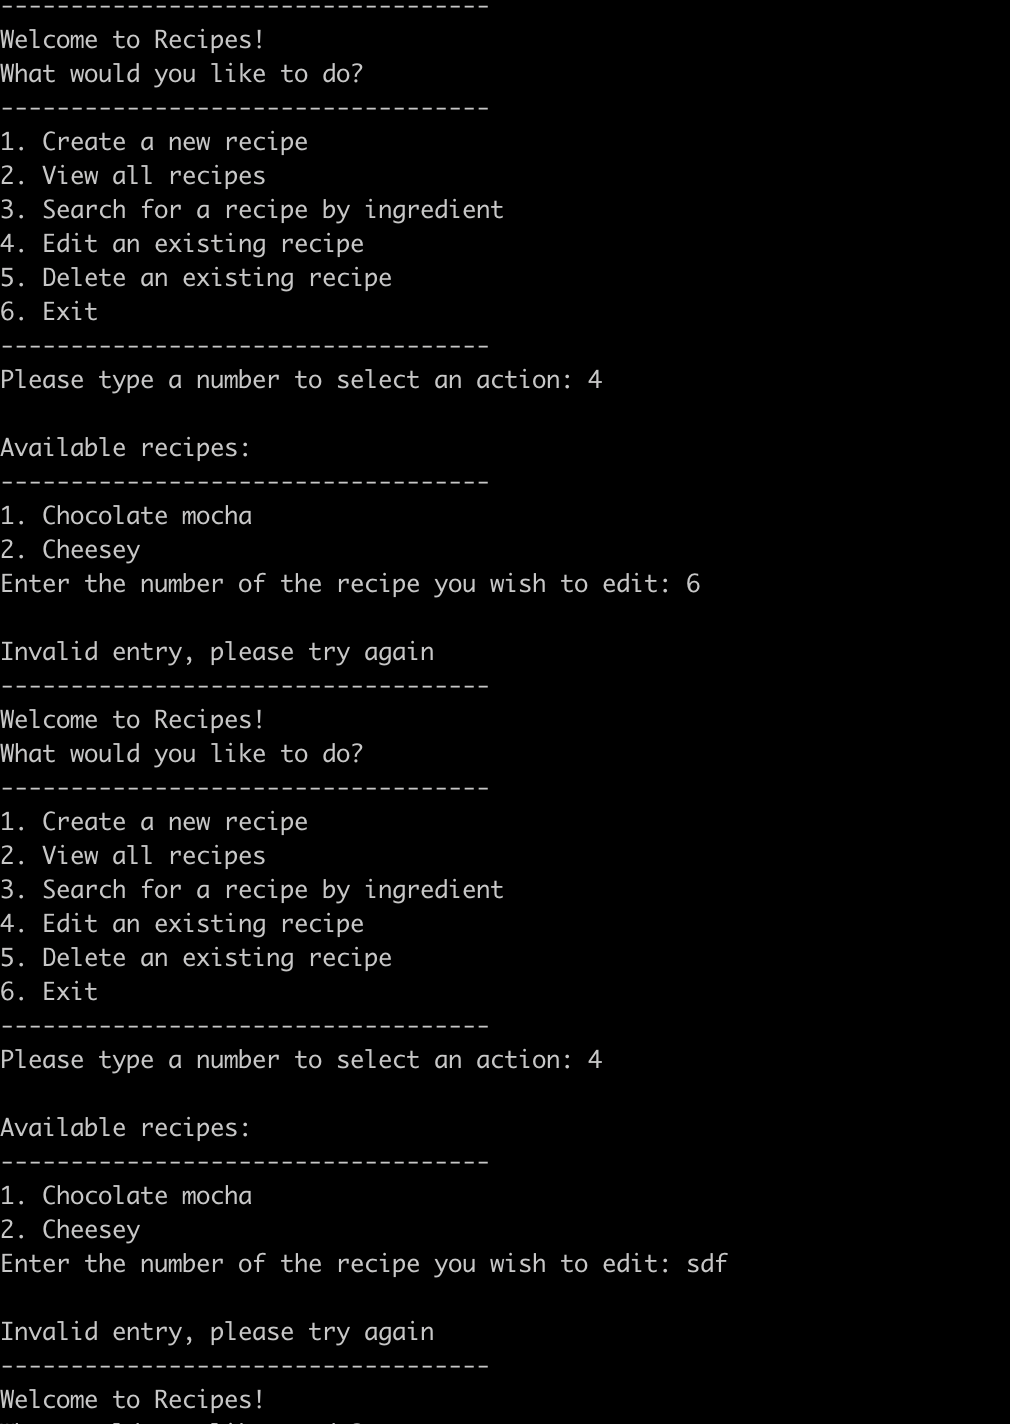 -----------------------------------
Welcome to Recipes!
What would you like to do?
-----------------------------------
1. Create a new recipe
2. View all recipes
3. Search for a recipe by ingredient
4. Edit an existing recipe
5. Delete an existing recipe
6. Exit
-----------------------------------
Please type a number to select an action: 4
Available recipes:
-----------------------------------
1. Chocolate mocha
2. Cheesey
Enter the number of the recipe you wish to edit: 6
Invalid entry, please try again
-----------------------------------
Welcome to Recipes!
What would you like to do?
-----------------------------------
1. Create a new recipe
2. View all recipes
3. Search for a recipe by ingredient
4. Edit an existing recipe
5. Delete an existing recipe
6. Exit
-----------------------------------
Please type a number to select an action: 4
Available recipes:
-----------------------------------
1. Chocolate mocha
2. Cheesey
Enter the number of the recipe you wish to edit: sdf
Invalid entry, please try again
-----------------------------------
Welcome to Recipes!